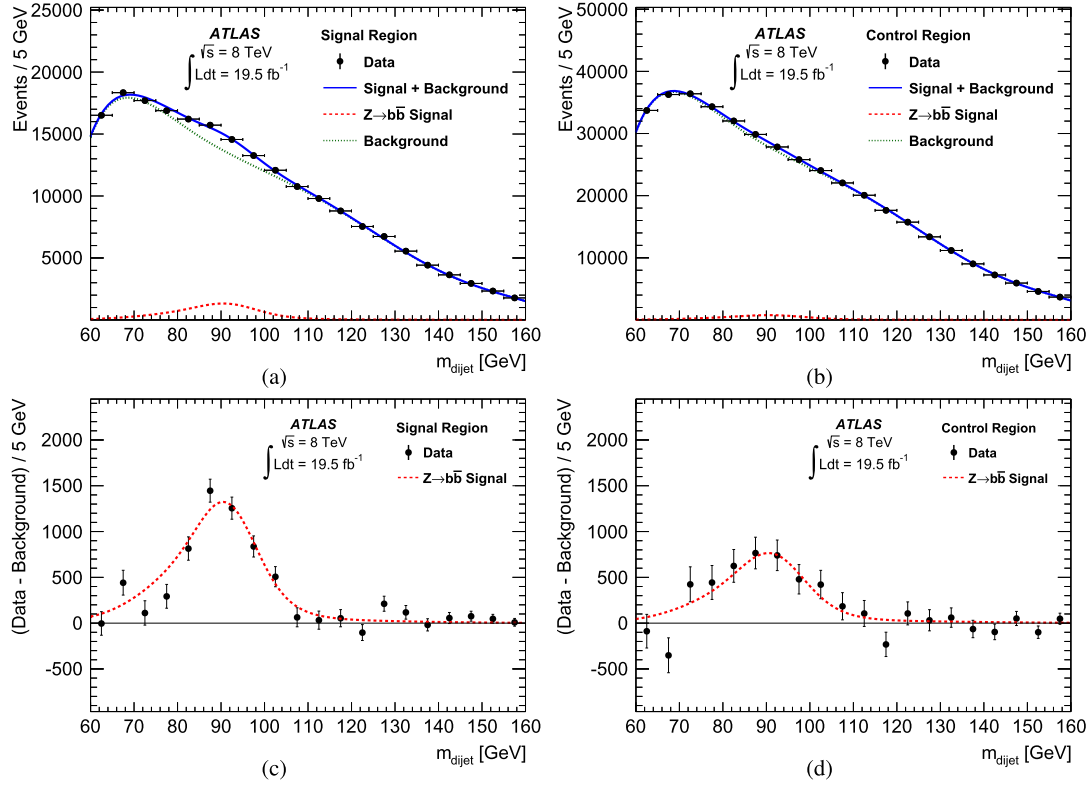 Events / 5 GeV
25000
20000
15000
10000
5000
ATLAS
√s = 8 TeV
∫ Ldt = 19.5 fb⁻¹
Signal Region
Data
Signal + Background
Z→bb̅ Signal
Background
60 70 80 90 100 110 120 130 140 150 160
m_dijet [GeV]
(a)
Events / 5 GeV
50000
40000
30000
20000
10000
ATLAS
√s = 8 TeV
∫ Ldt = 19.5 fb⁻¹
Control Region
Data
Signal + Background
Z→bb̅ Signal
Background
60 70 80 90 100 110 120 130 140 150 160
m_dijet [GeV]
(b)
(Data - Background) / 5 GeV
2000
1500
1000
500
0
-500
ATLAS
√s = 8 TeV
∫ Ldt = 19.5 fb⁻¹
Signal Region
Data
Z→bb̅ Signal
60 70 80 90 100 110 120 130 140 150 160
m_dijet [GeV]
(c)
(Data - Background) / 5 GeV
2000
1500
1000
500
0
-500
ATLAS
√s = 8 TeV
∫ Ldt = 19.5 fb⁻¹
Control Region
Data
Z→bb̅ Signal
60 70 80 90 100 110 120 130 140 150 160
m_dijet [GeV]
(d)